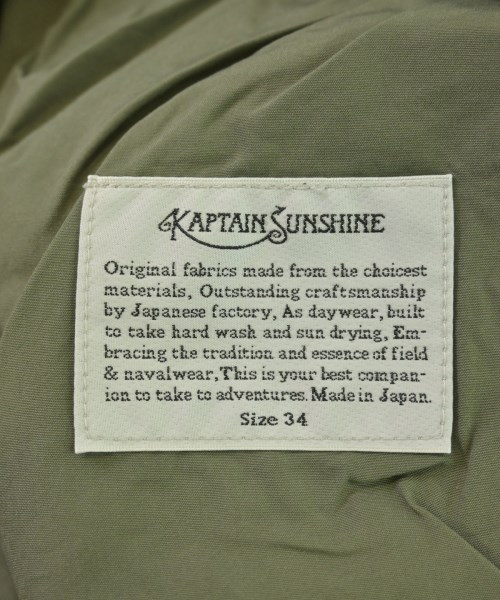 KAPTAIN SUNSHINE
Original fabrics made from the choicest
materials, Outstanding craftsmanship
by Japanese factory, As daywear, built
to take hard wash and sun drying, Em-
bracing the tradition and essence of field
& navalwear, This is your best compan-
ion to take to adventures. Made in Japan.
Size 34